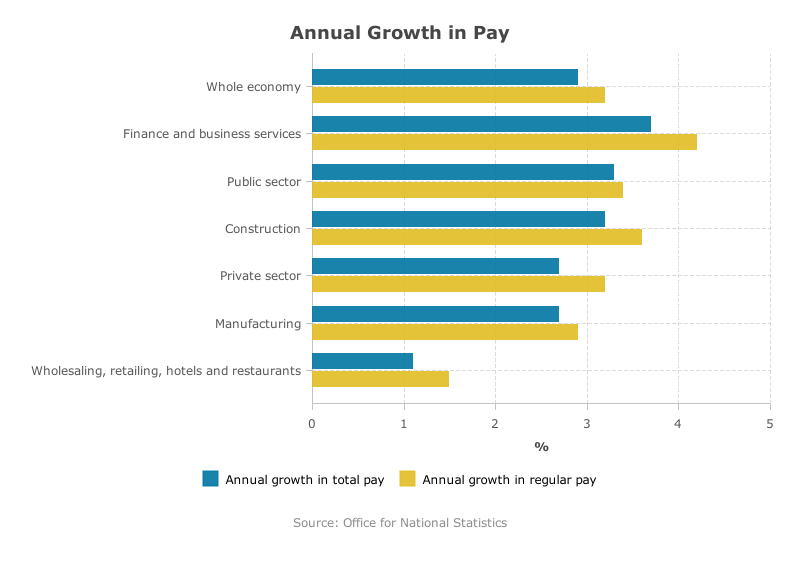 Annual Growth in Pay
Whole economy
Finance and business services
Public sector
Construction
Private sector
Manufacturing
Wholesaling, retailing, hotels and restaurants
0 1 2 3 4 5
%
Annual growth in total pay Annual growth in regular pay
Source: Office for National Statistics